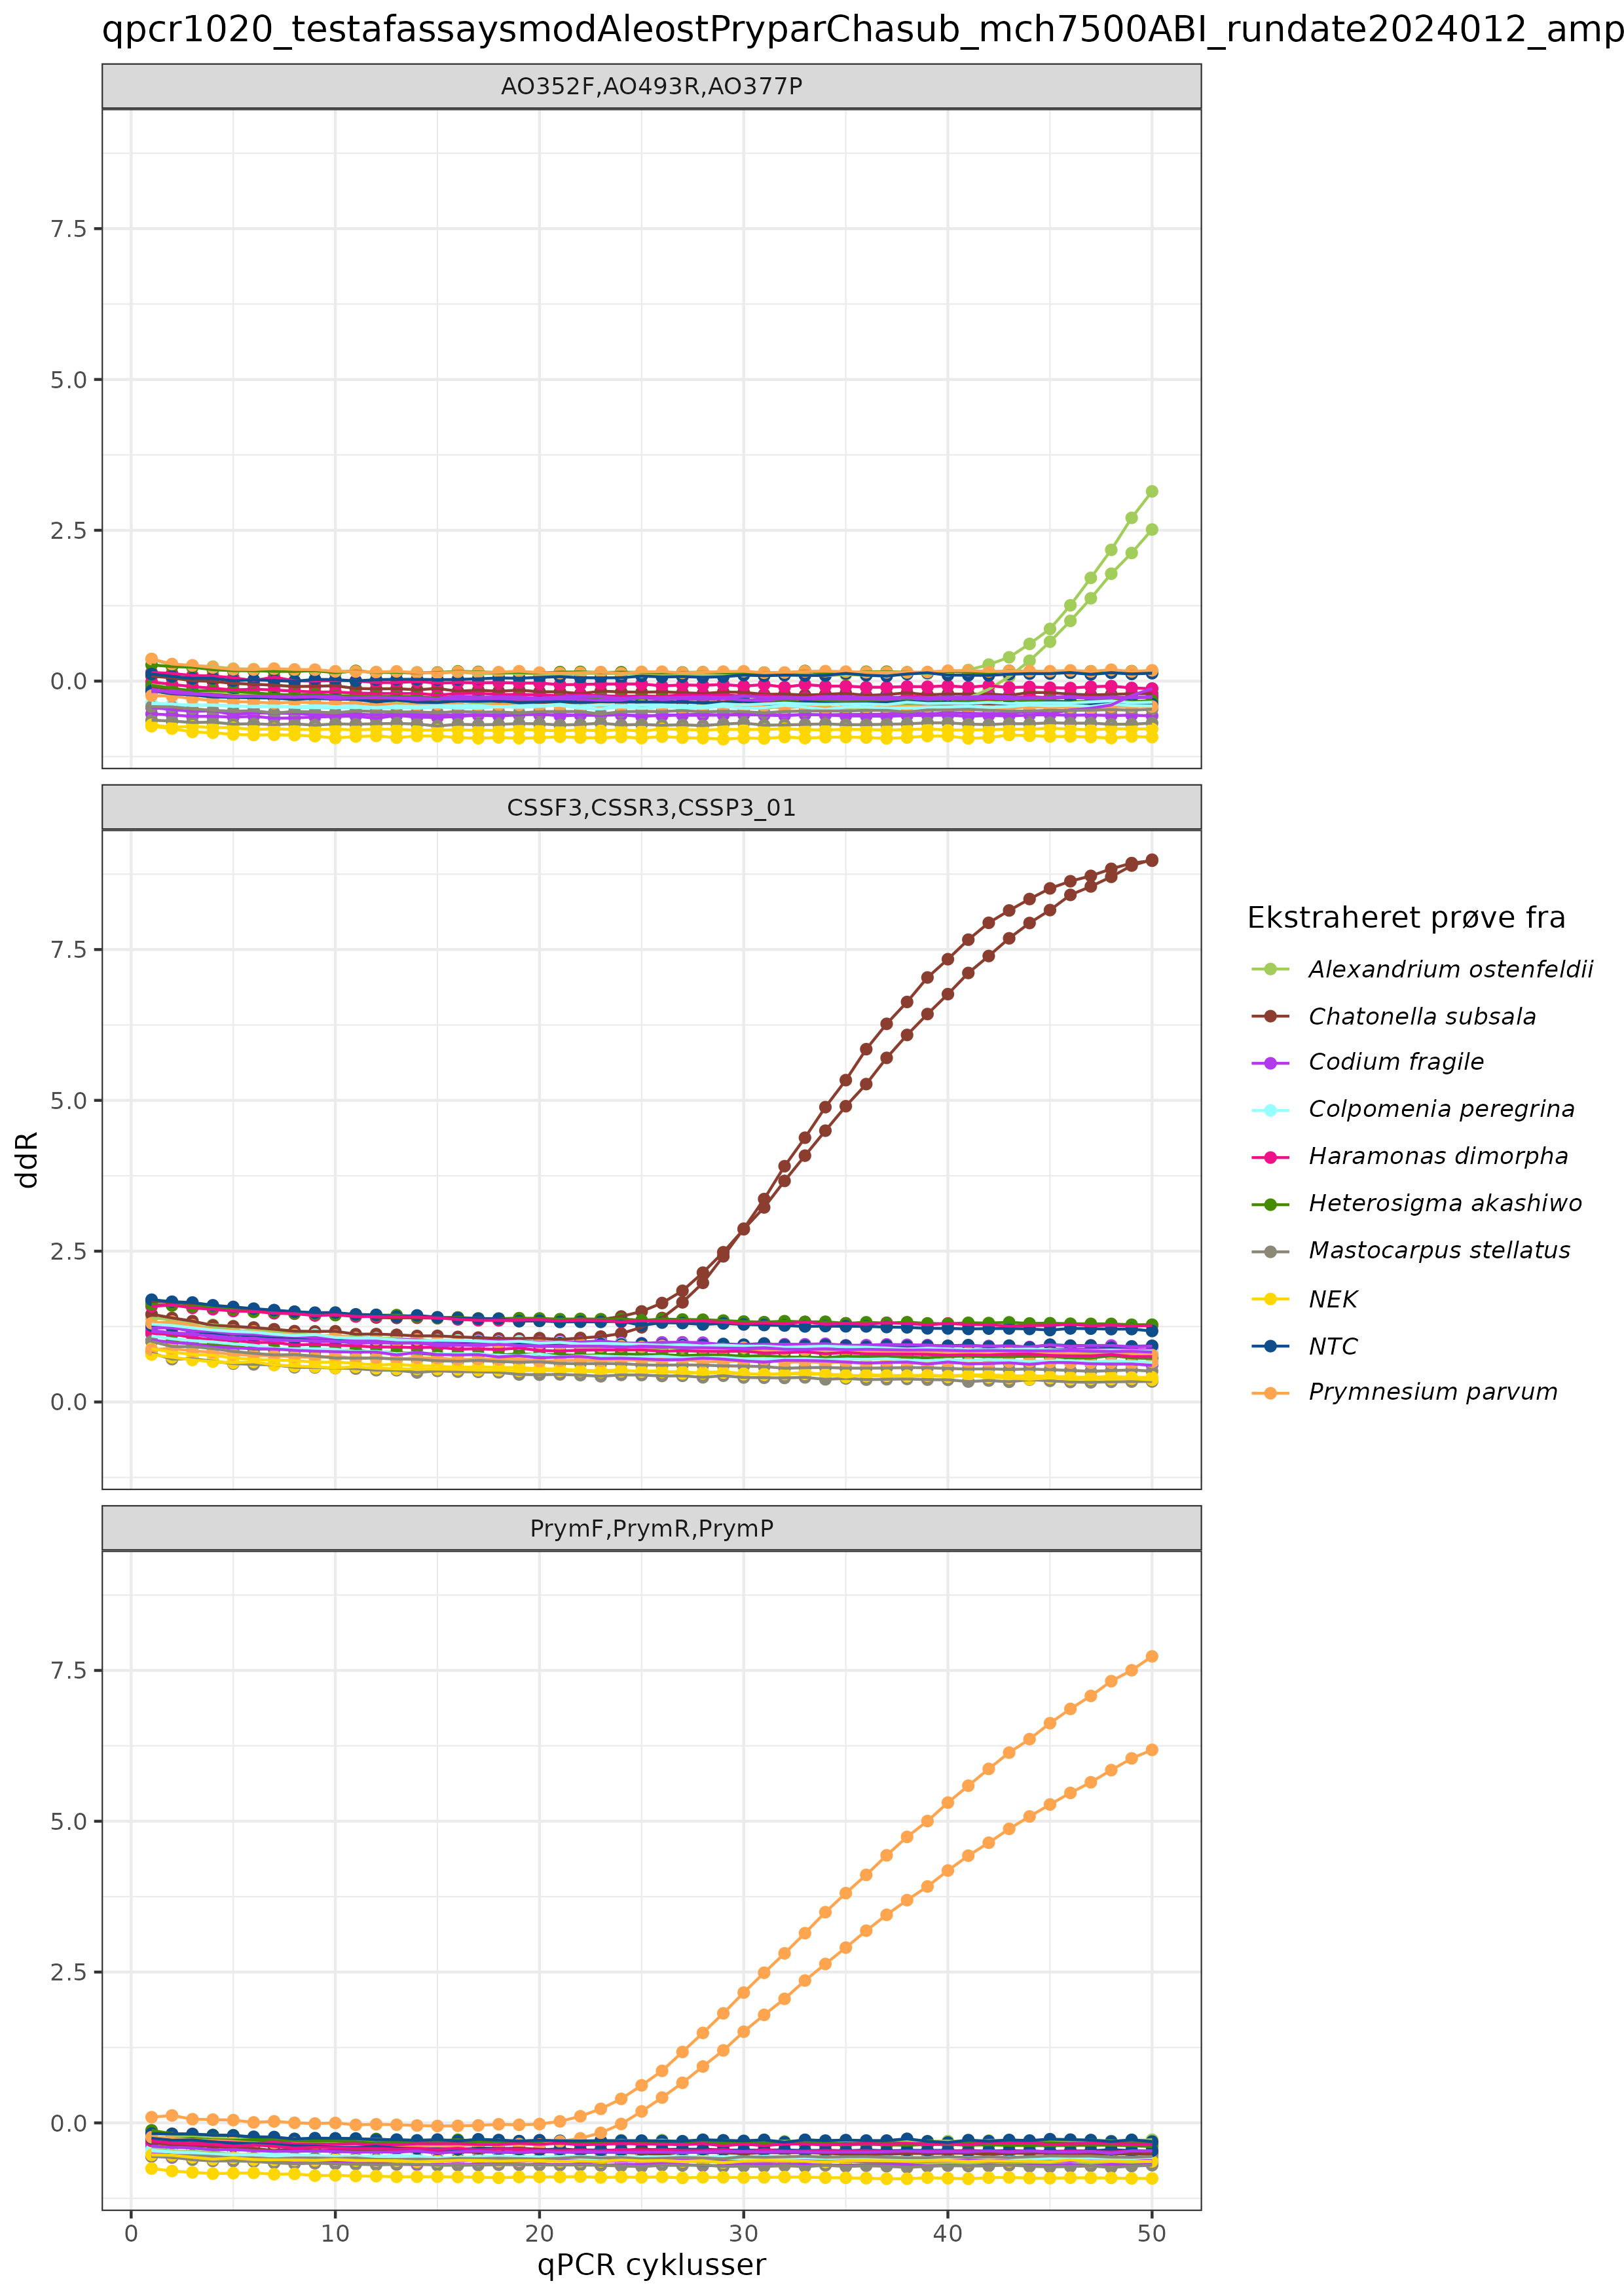 qpcr1020_testafassaysmodAleostPryparChasub_mch7500ABI_rundate2024012_amp
AO352F,AO493R,AO377P
7.5
5.0
2.5
0.0
CSSF3,CSSR3,CSSP3_01
7.5
5.0
2.5
0.0
PrymF,PrymR,PrymP
7.5
5.0
2.5
0.0
0 10 20 30 40 50
qPCR cyklusser
ddR
Ekstraheret prøve fra
Alexandrium ostenfeldii
Chatonella subsala
Codium fragile
Colpomenia peregrina
Haramonas dimorpha
Heterosigma akashiwo
Mastocarpus stellatus
NEK
NTC
Prymnesium parvum